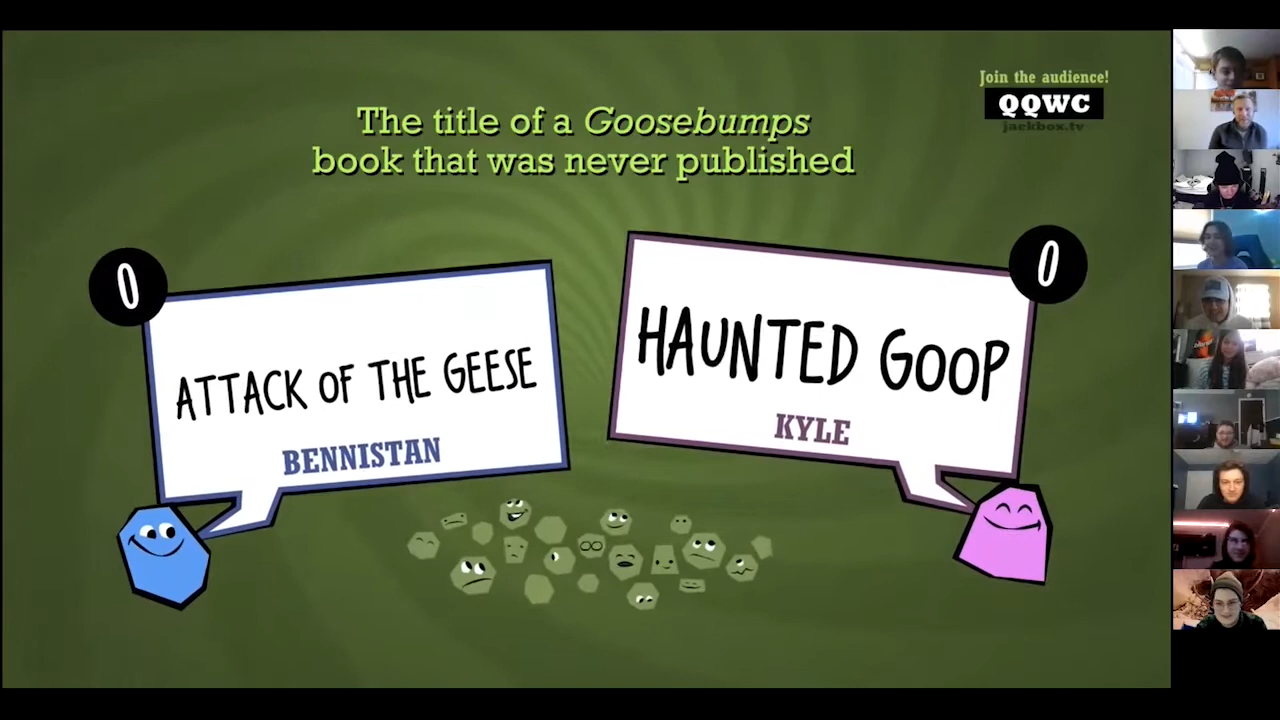 Join the audience!
QQWC
jackbox.tv
The title of a Goosebumps
book that was never published
0
0
ATTACK OF THE GEESE
BENNISTAN
HAUNTED GOOP
KYLE